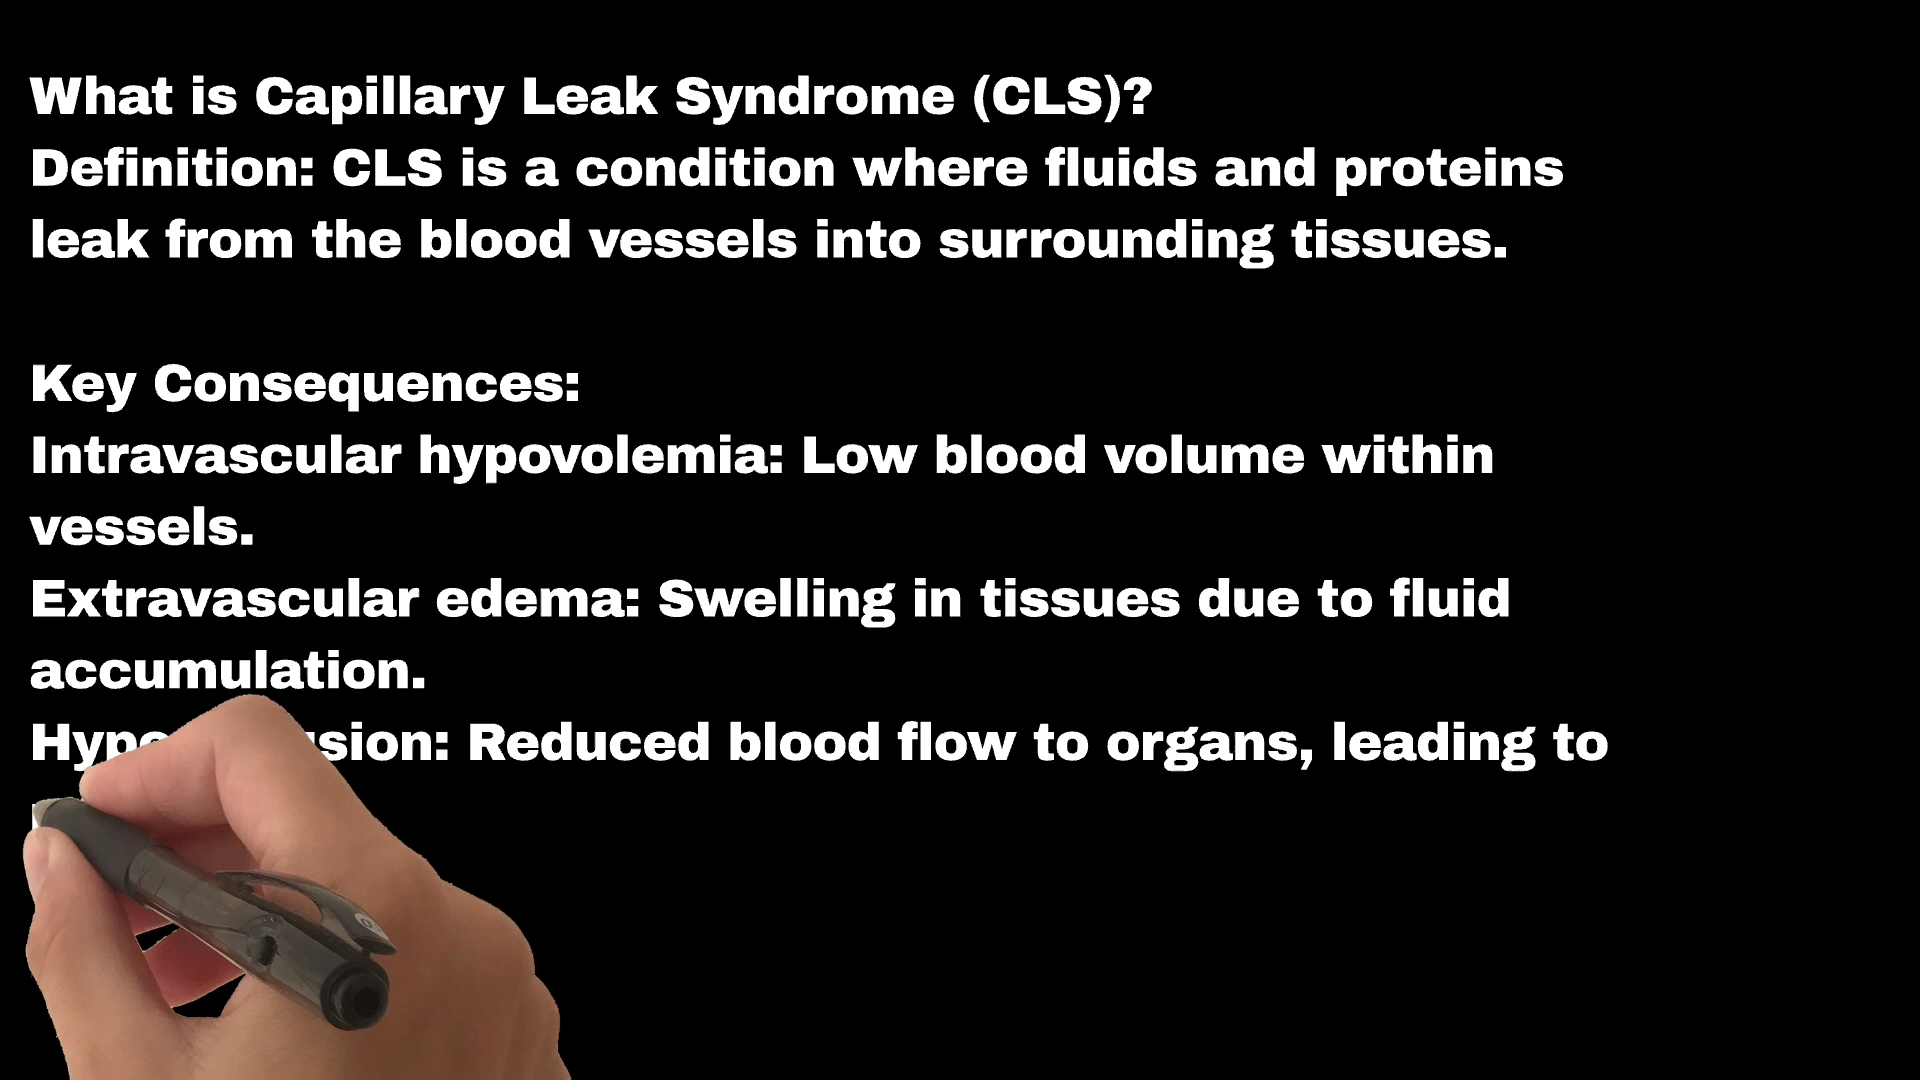 What is Capillary Leak Syndrome (CLS)?
Definition: CLS is a condition where fluids and proteins
leak from the blood vessels into surrounding tissues.
Key Consequences:
Intravascular hypovolemia: Low blood volume within
vessels.
Extravascular edema: Swelling in tissues due to fluid
accumulation.
Reduced blood flow to organs, leading to